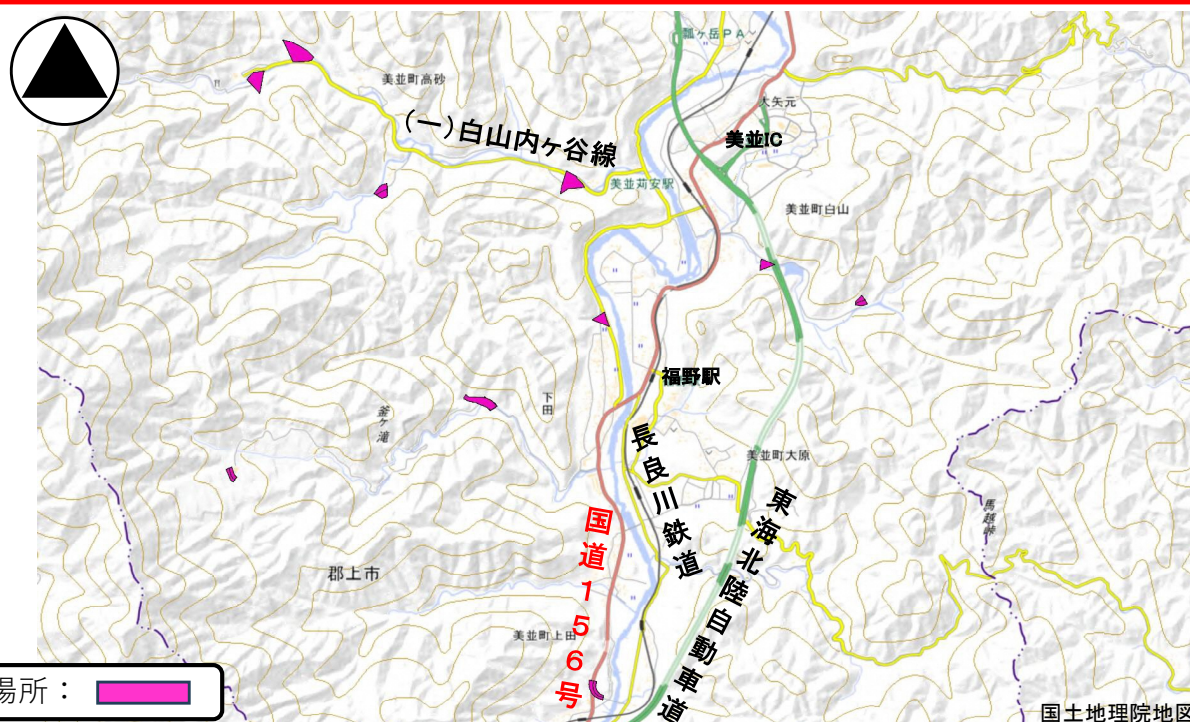 瓢ヶ岳PA
美並町高砂
大矢元
(一)白山内ヶ谷線
美並IC
美並苅安駅
美並町白山
福野駅
下田
釜ヶ滝
長良川鉄道
美並町大原
東海北陸自動車道
馬越峠
国道156号
郡上市
美並町上田
場所：
国土地理院地図